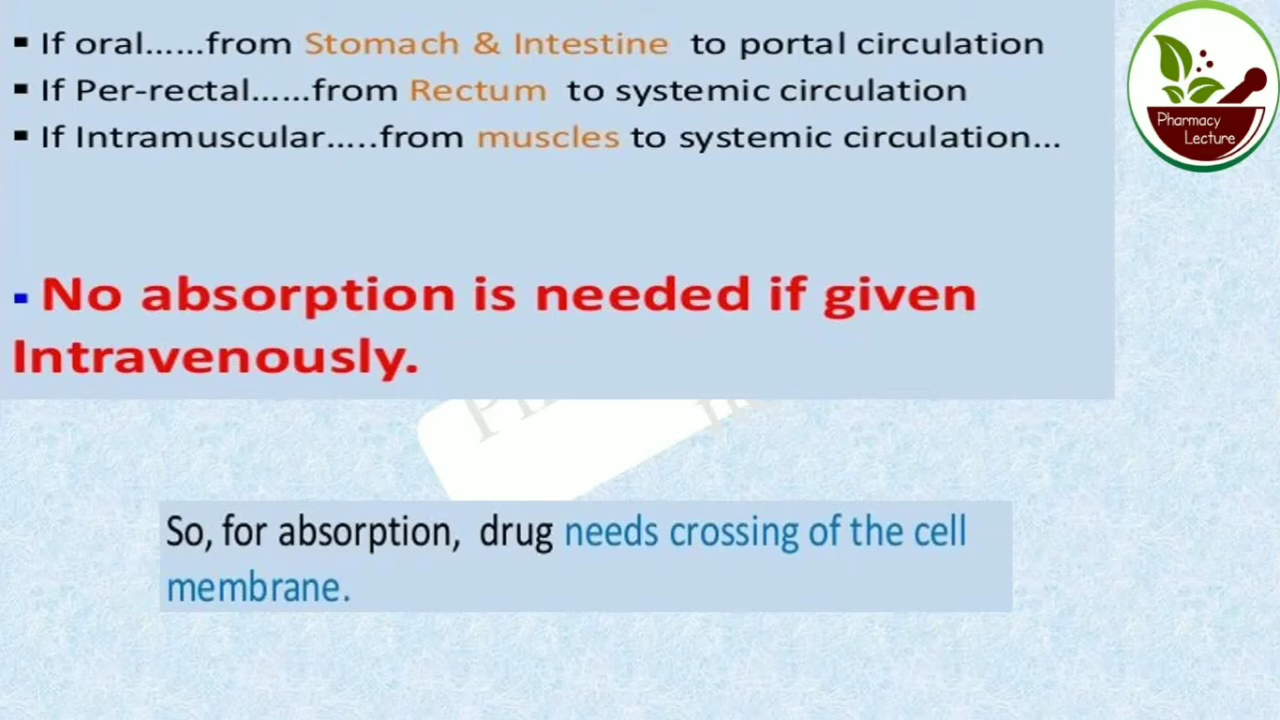 ▪ If oral......from Stomach & Intestine to portal circulation
▪ If Per-rectal......from Rectum to systemic circulation
▪ If Intramuscular.....from muscles to systemic circulation...
▪ No absorption is needed if given
Intravenously.
So, for absorption, drug needs crossing of the cell
membrane.
Pharmacy
Lecture